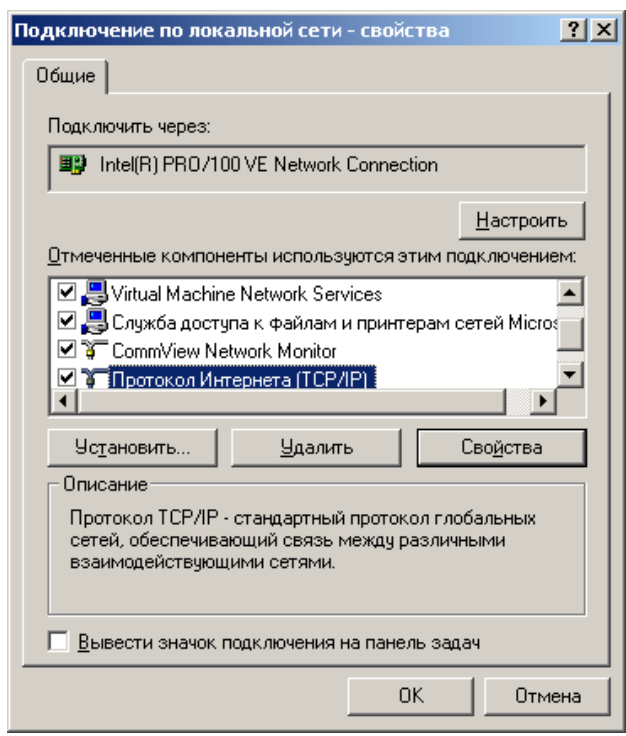 Подключение по локальной сети - свойства
Общие
Подключить через:
Intel(R) PRO/100 VE Network Connection
Настроить
Отмеченные компоненты используются этим подключением:
Virtual Machine Network Services
Служба доступа к файлам и принтерам сетей Micros
CommView Network Monitor
Протокол Интернета (TCP/IP)
Установить... Удалить Свойства
Описание
Протокол TCP/IP - стандартный протокол глобальных
сетей, обеспечивающий связь между различными
взаимодействующими сетями.
Вывести значок подключения на панель задач
OK Отмена